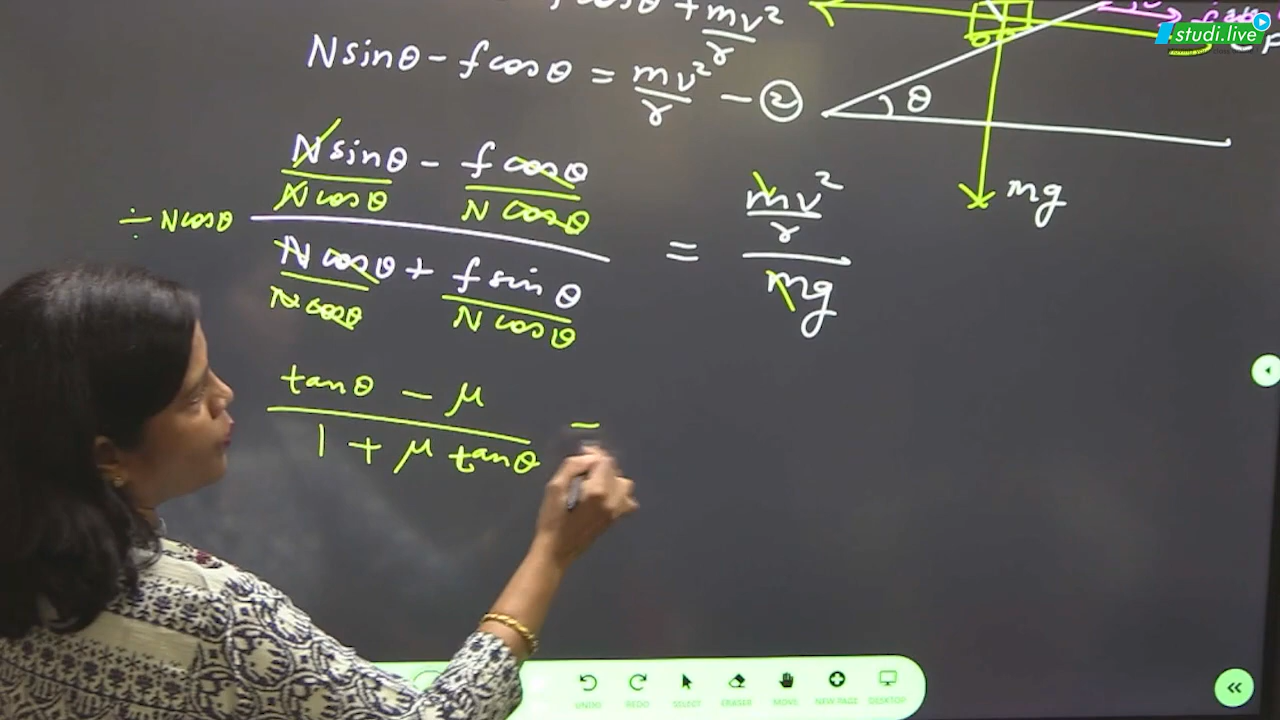 cosθ + mv²/r
N sinθ - f cosθ = mv²/r - ②
θ
mg
N sinθ/N cosθ - f cosθ/N cosθ
÷ N cosθ
N cosθ/N cosθ + f sinθ/N cosθ
= mv²/r / mg
tanθ - μ
1 + μ tanθ
=
studi.live
UNDO REDO SELECT ERASER MOVE NEW PAGE DESKTOP